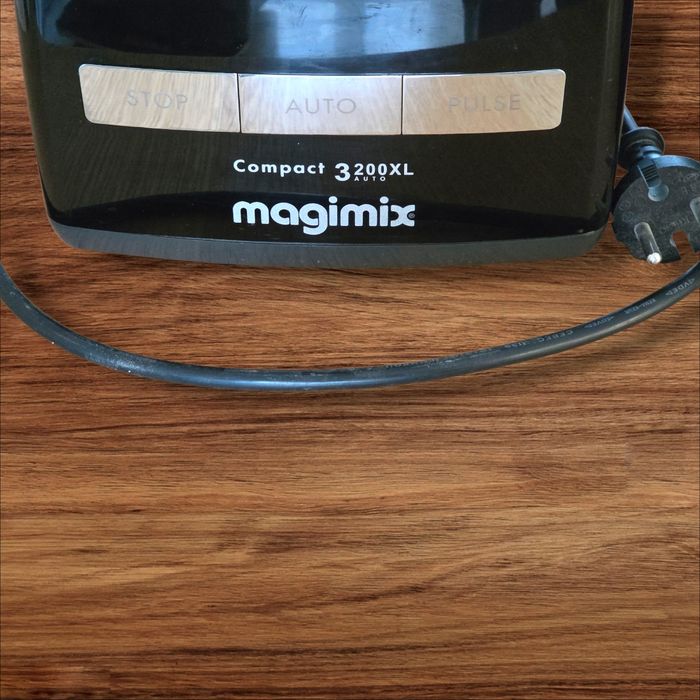 STOP AUTO PULSE
Compact 3200XL
AUTO
magimix